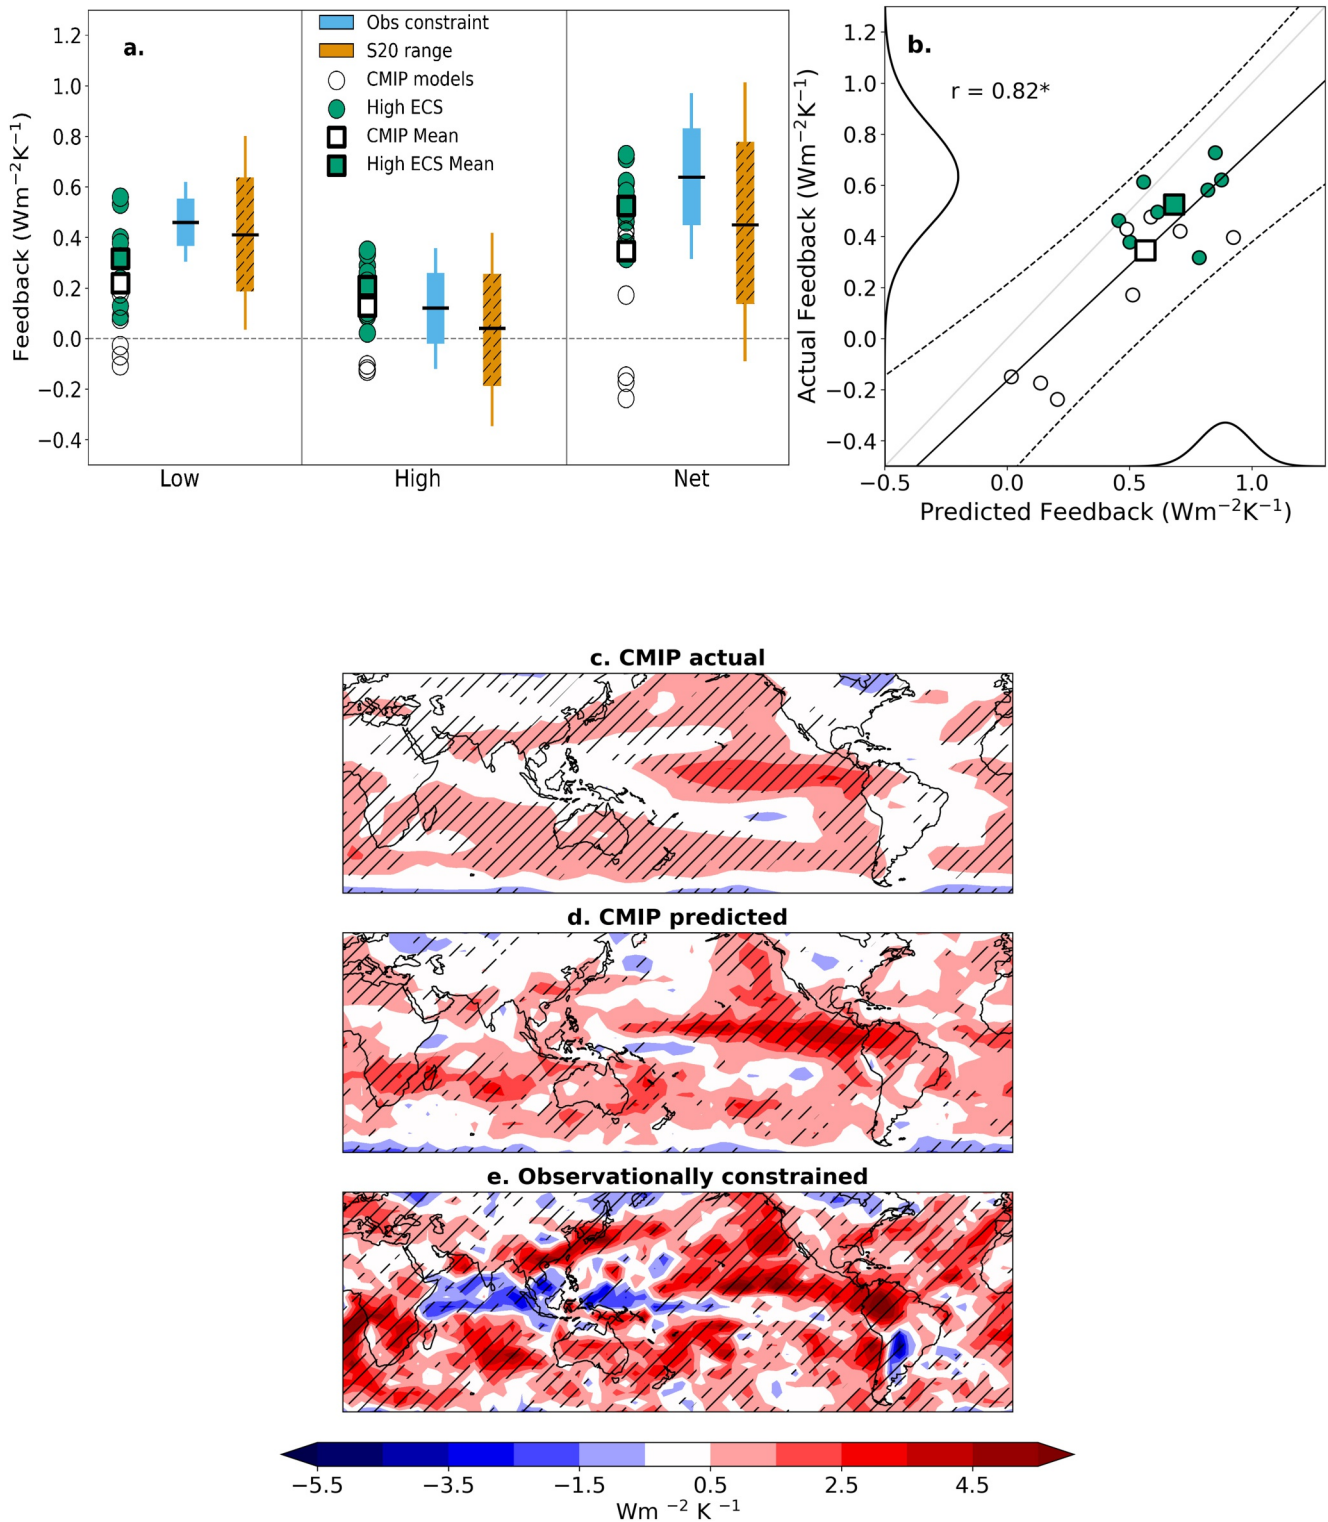 a.
Obs constraint
S20 range
CMIP models
High ECS
CMIP Mean
High ECS Mean
Feedback (Wm⁻²K⁻¹)
1.2
1.0
0.8
0.6
0.4
0.2
0.0
−0.2
−0.4
Low
High
Net
b.
r = 0.82*
Actual Feedback (Wm⁻²K⁻¹)
1.2
1.0
0.8
0.6
0.4
0.2
0.0
−0.2
−0.4
−0.5
0.0
0.5
1.0
Predicted Feedback (Wm⁻²K⁻¹)
c. CMIP actual
d. CMIP predicted
e. Observationally constrained
−5.5
−3.5
−1.5
0.5
2.5
4.5
Wm ⁻² K ⁻¹